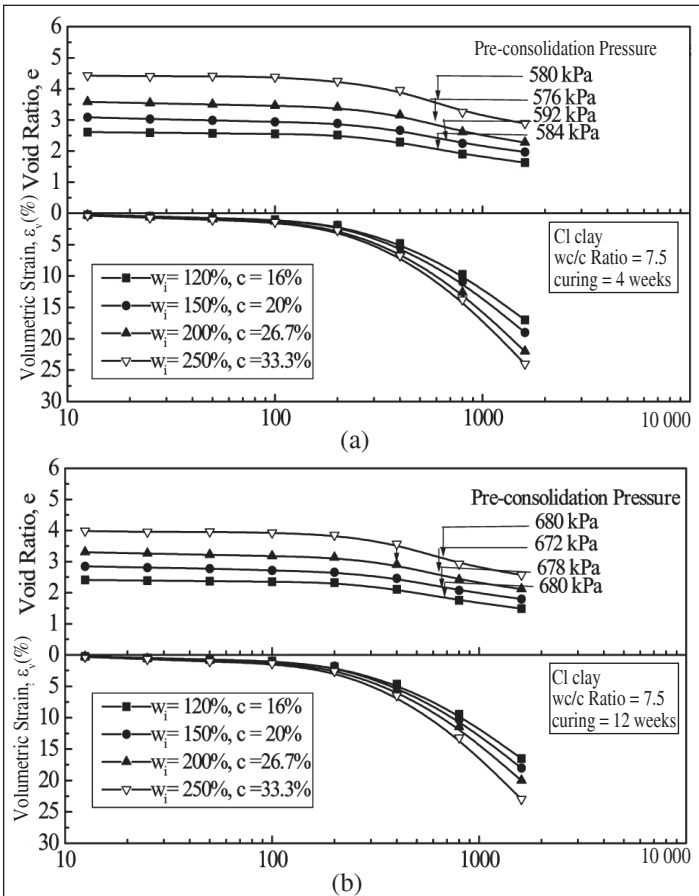 6
5
4
3
2
1
0
Void Ratio, e
Pre-consolidation Pressure
580 kPa
576 kPa
592 kPa
584 kPa
5
10
15
20
25
30
Volumetric Strain, εv(%)
wi= 120%, c = 16%
wi= 150%, c = 20%
wi= 200%, c = 26.7%
wi= 250%, c = 33.3%
Cl clay
wc/c Ratio = 7.5
curing = 4 weeks
10 100 1000 10 000
(a)
6
5
4
3
2
1
0
Void Ratio, e
Pre-consolidation Pressure
680 kPa
672 kPa
678 kPa
680 kPa
5
10
15
20
25
30
Volumetric Strain, εv(%)
wi= 120%, c = 16%
wi= 150%, c = 20%
wi= 200%, c =26.7%
wi= 250%, c =33.3%
Cl clay
wc/c Ratio = 7.5
curing = 12 weeks
10 100 1000 10 000
(b)